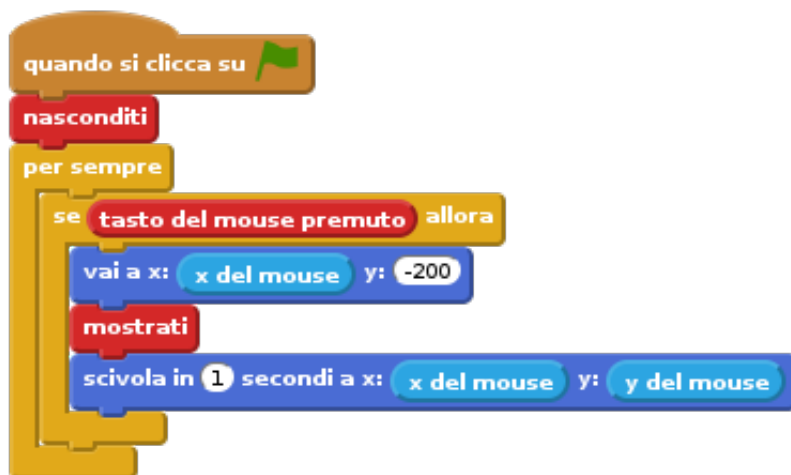 quando si clicca su
nasconditi
per sempre
se tasto del mouse premuto allora
vai a x: x del mouse y: -200
mostrati
scivola in 1 secondi a x: x del mouse y: y del mouse